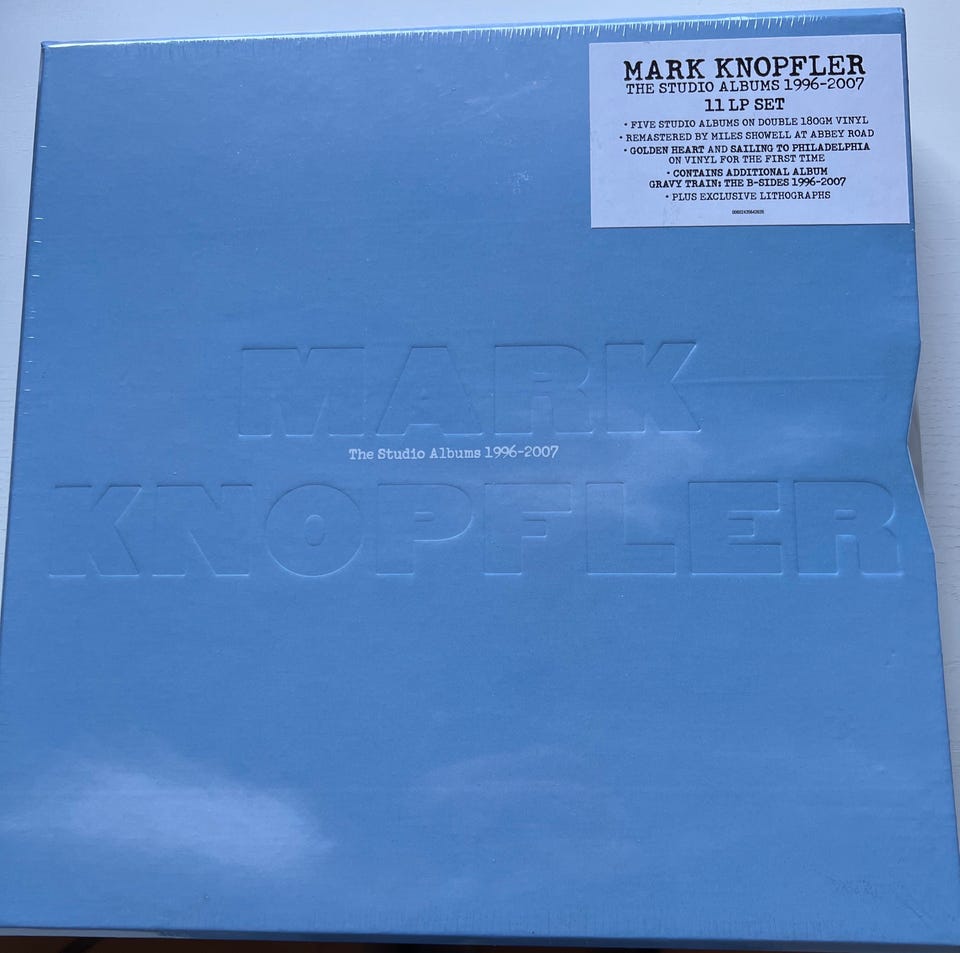 MARK KNOPFLER
THE STUDIO ALBUMS 1996-2007
11 LP SET
• FIVE STUDIO ALBUMS ON DOUBLE 180GM VINYL
• REMASTERED BY MILES SHOWELL AT ABBEY ROAD
• GOLDEN HEART AND SAILING TO PHILADELPHIA
ON VINYL FOR THE FIRST TIME
• CONTAINS ADDITIONAL ALBUM
GRAVY TRAIN: THE B-SIDES 1996-2007
• PLUS EXCLUSIVE LITHOGRAPHS
MARK
The Studio Albums 1996-2007
KNOPFLER